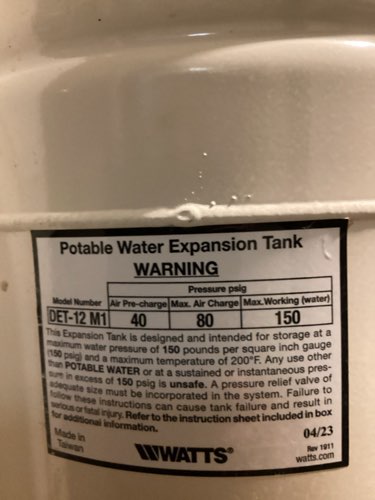 Potable Water Expansion Tank
WARNING
Pressure psig
Model Number Air Pre-charge Max. Air Charge Max.Working (water)
DET-12 M1 40 80 150
This Expansion Tank is designed and intended for storage at a
maximum water pressure of 150 pounds per square inch gauge
(150 psig) and a maximum temperature of 200°F. Any use other
than POTABLE WATER or at a sustained or instantaneous pres-
sure in excess of 150 psig is unsafe. A pressure relief valve of
adequate size must be incorporated in the system. Failure to
follow these instructions can cause tank failure and result in
serious or fatal injury. Refer to the instruction sheet included in box
for additional information.
Made in
Taiwan
WATTS®
04/23
Rev 1911
watts.com